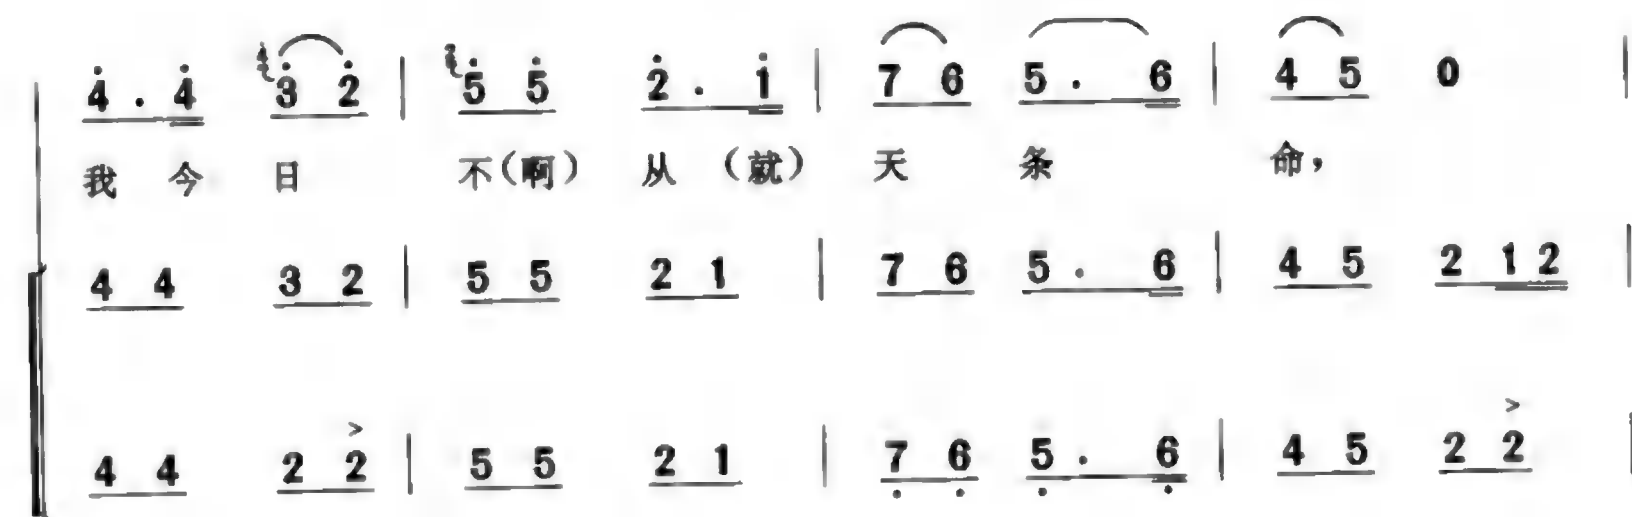 4 . 4 3 2 | 5 5 2 . 1 | 7 6 5 . 6 | 4 5 0 |
我 今 日 不（啊） 从 （就） 天 条 命，
4 4 3 2 | 5 5 2 1 | 7 6 5 . 6 | 4 5 2 1 2 |
4 4 2 2 | 5 5 2 1 | 7 6 5 . 6 | 4 5 2 2 |